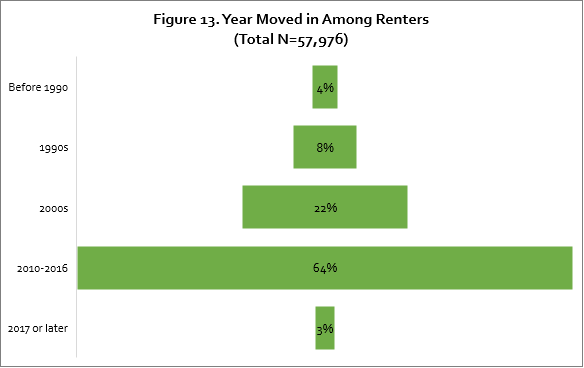 Figure 13. Year Moved in Among Renters
(Total N=57,976)
Before 1990 4%
1990s 8%
2000s 22%
2010-2016 64%
2017 or later 3%